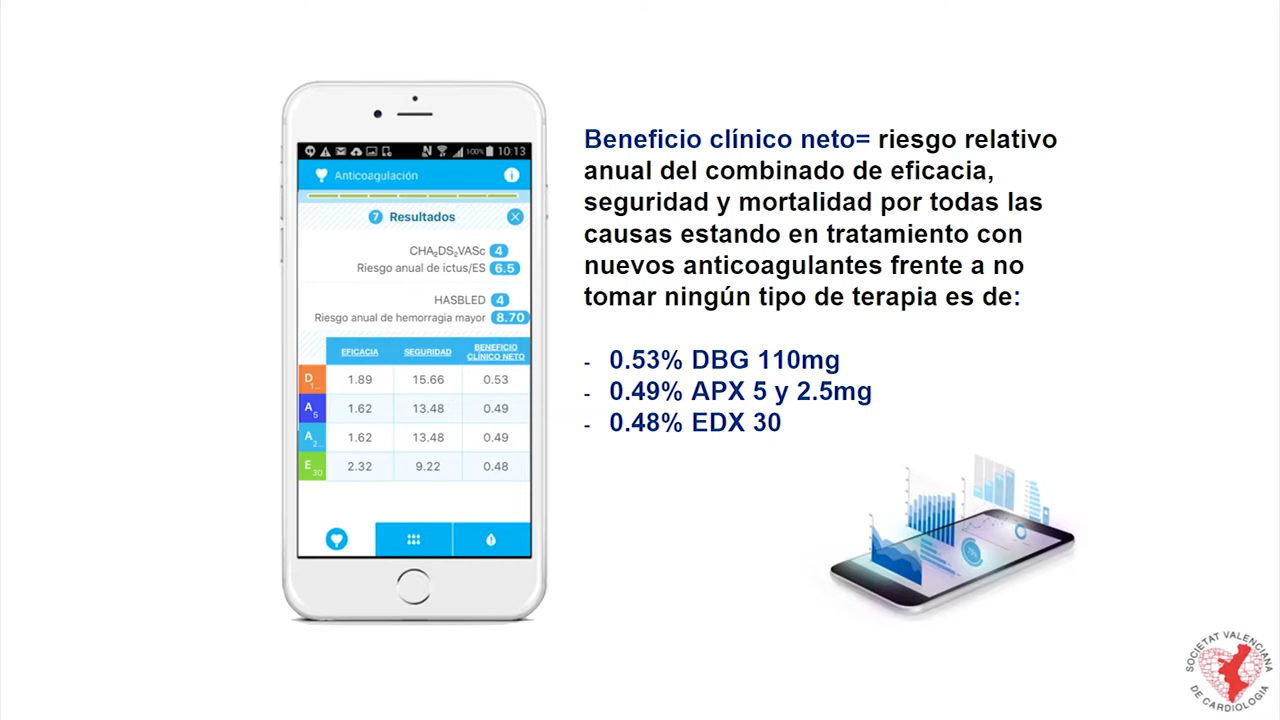 100% 10:13
Anticoagulación i
7 Resultados
CHA₂DS₂VASc 4
Riesgo anual de ictus/ES 6.5
HASBLED 4
Riesgo anual de hemorragia mayor 8.70
EFICACIA SEGURIDAD BENEFICIO CLÍNICO NETO
D 1... 1.89 15.66 0.53
A 5 1.62 13.48 0.49
A 2... 1.62 13.48 0.49
E 30 2.32 9.22 0.48
Beneficio clínico neto= riesgo relativo
anual del combinado de eficacia,
seguridad y mortalidad por todas las
causas estando en tratamiento con
nuevos anticoagulantes frente a no
tomar ningún tipo de terapia es de:
- 0.53% DBG 110mg
- 0.49% APX 5 y 2.5mg
- 0.48% EDX 30
SOCIETAT VALENCIANA
DE CARDIOLOGIA